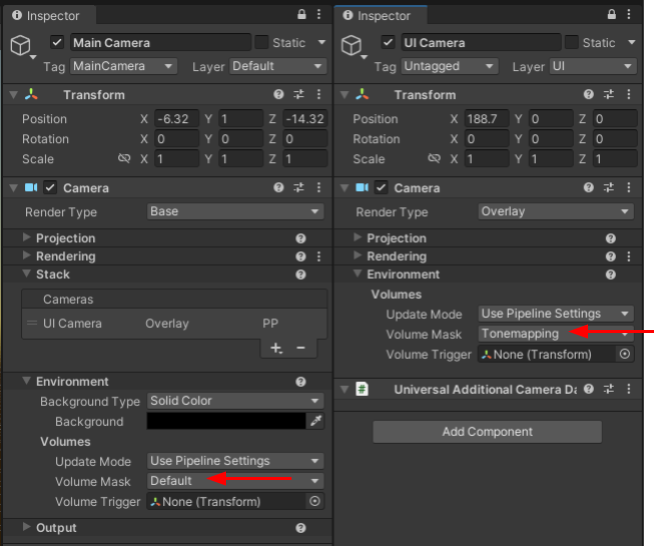 Inspector
Main Camera Static
Tag MainCamera Layer Default
Transform
Position X -6.32 Y 1 Z -14.32
Rotation X 0 Y 0 Z 0
Scale X 1 Y 1 Z 1
Camera
Render Type Base
Projection
Rendering
Stack
Cameras
UI Camera Overlay PP
Environment
Background Type Solid Color
Background
Volumes
Update Mode Use Pipeline Settings
Volume Mask Default
Volume Trigger None (Transform)
Output
Inspector
UI Camera Static
Tag Untagged Layer UI
Transform
Position X 188.7 Y 0 Z 0
Rotation X 0 Y 0 Z 0
Scale X 1 Y 1 Z 1
Camera
Render Type Overlay
Projection
Rendering
Environment
Volumes
Update Mode Use Pipeline Settings
Volume Mask Tonemapping
Volume Trigger None (Transform)
# Universal Additional Camera Da
Add Component